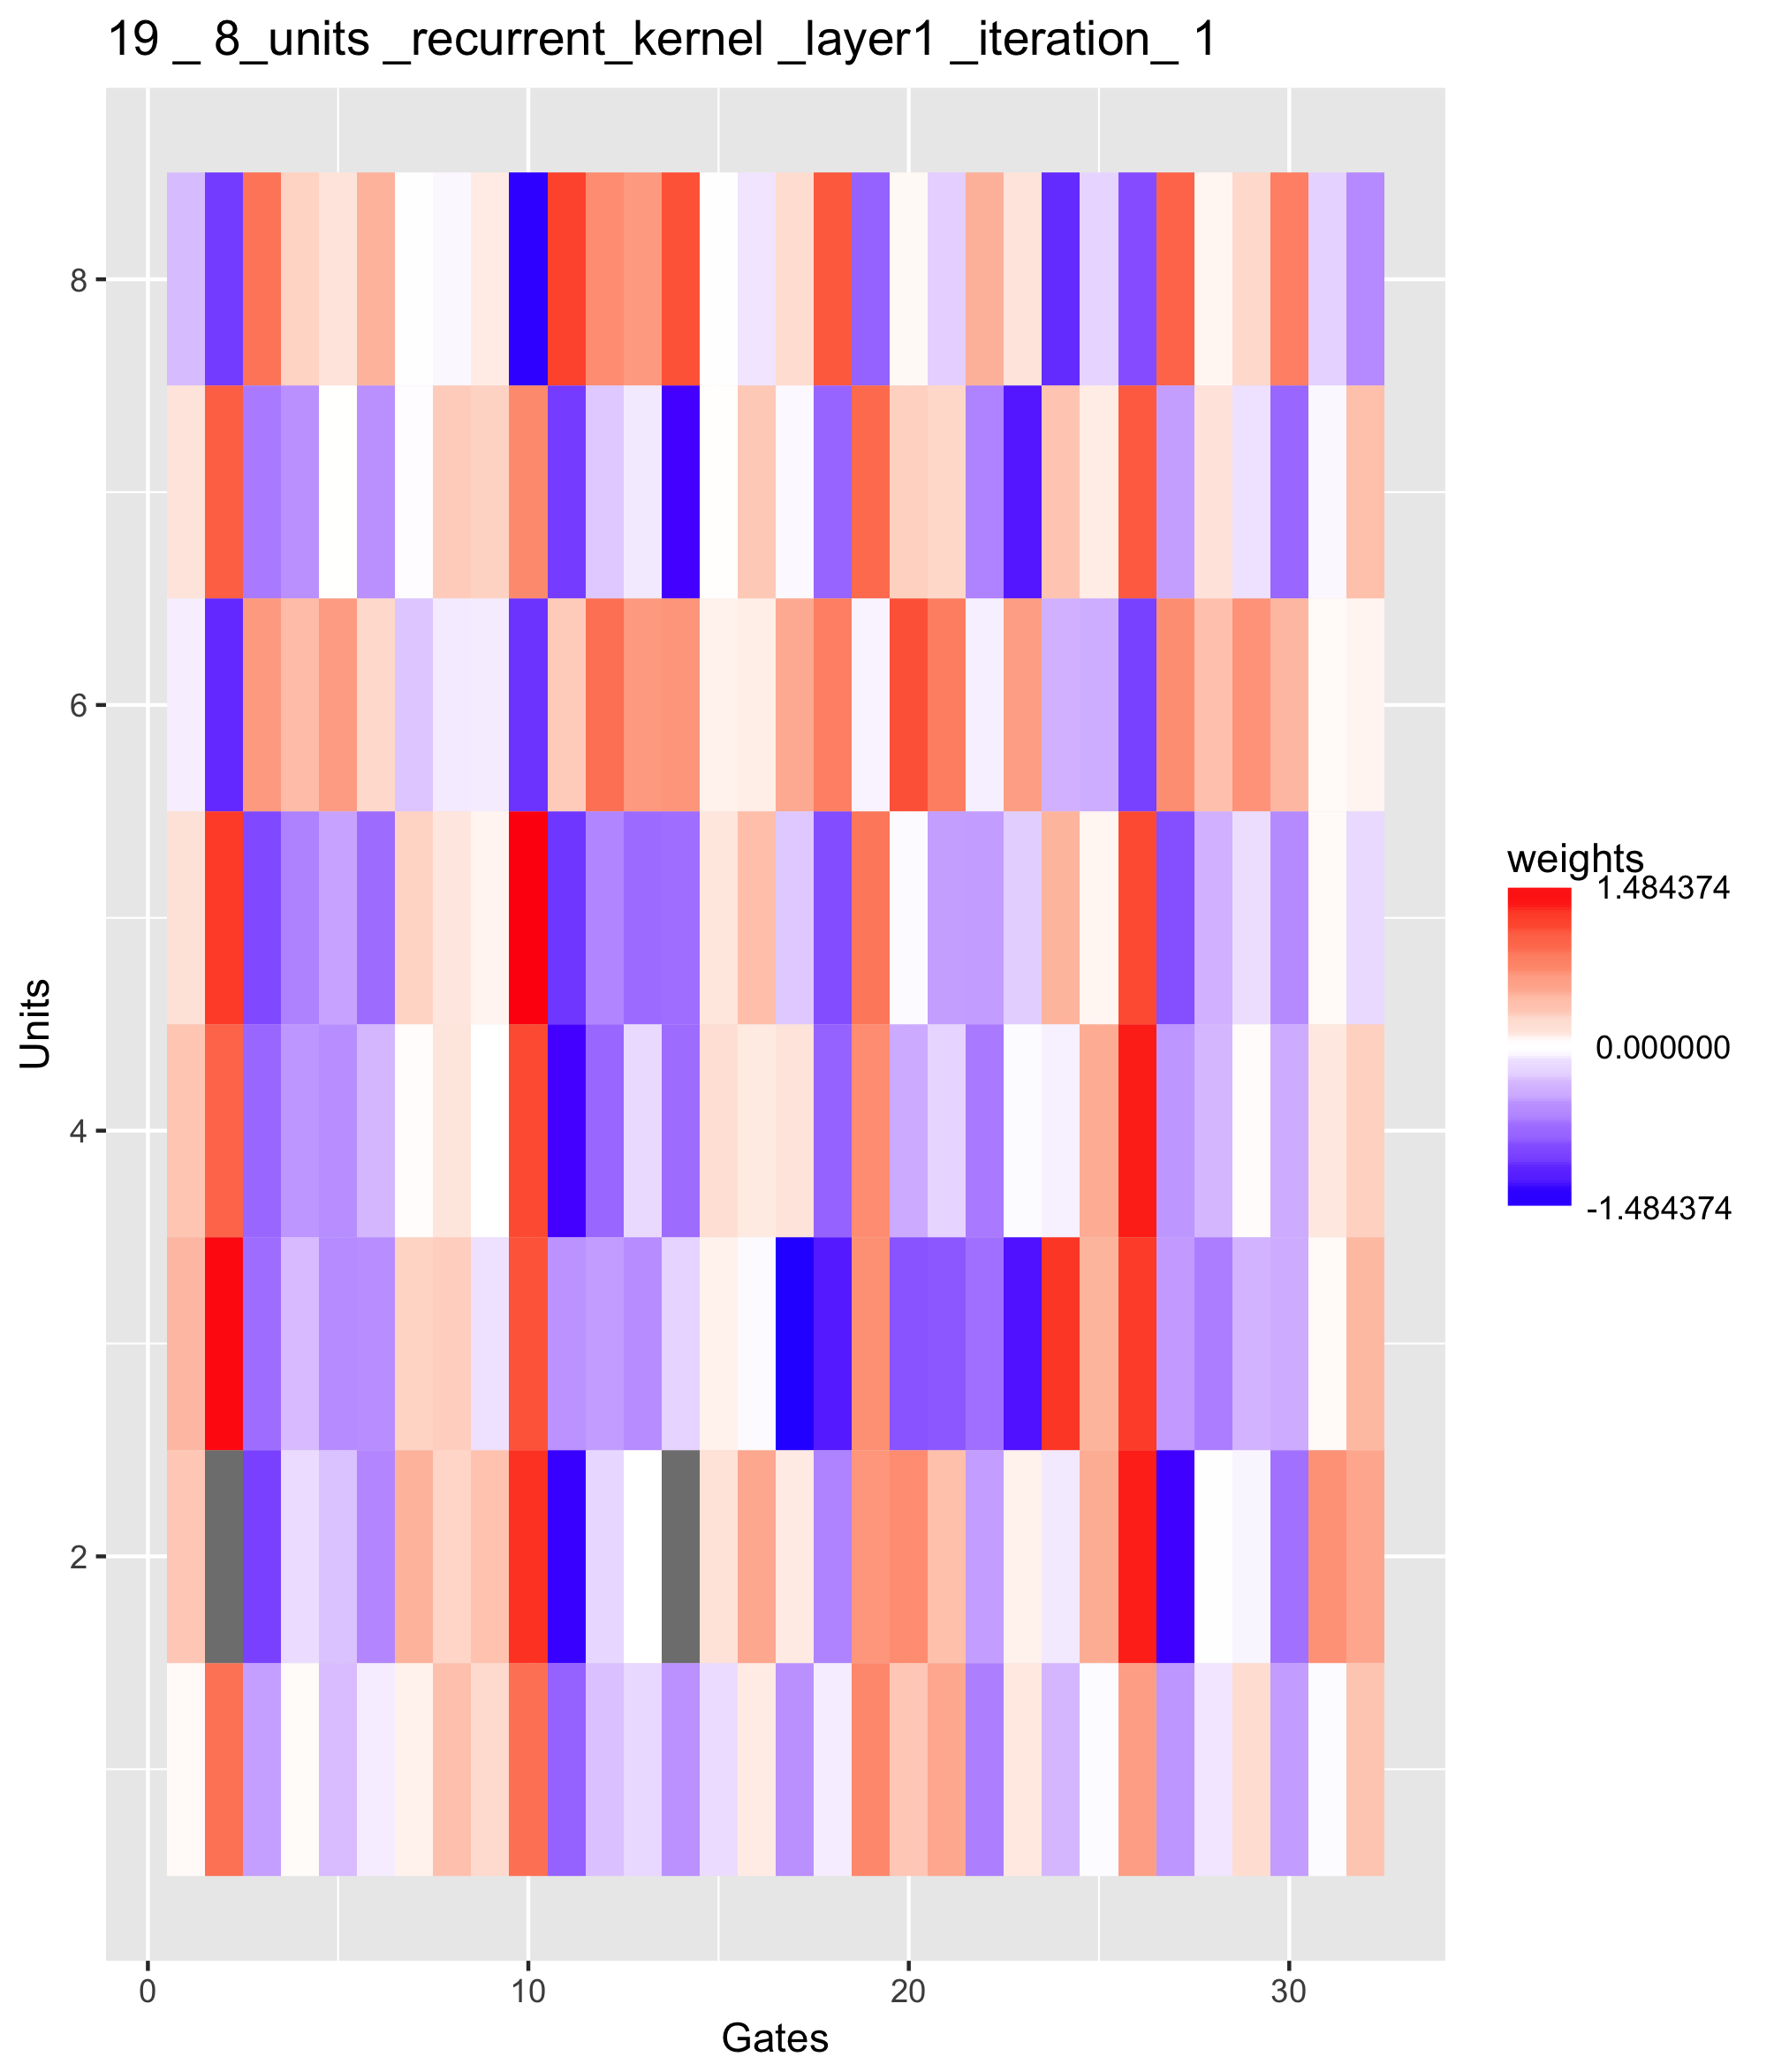 19 _ 8_units _recurrent_kernel _layer1 _iteration_ 1
8
6
4
2
Units
0 10 20 30
Gates
weights
1.484374
0.000000
-1.484374